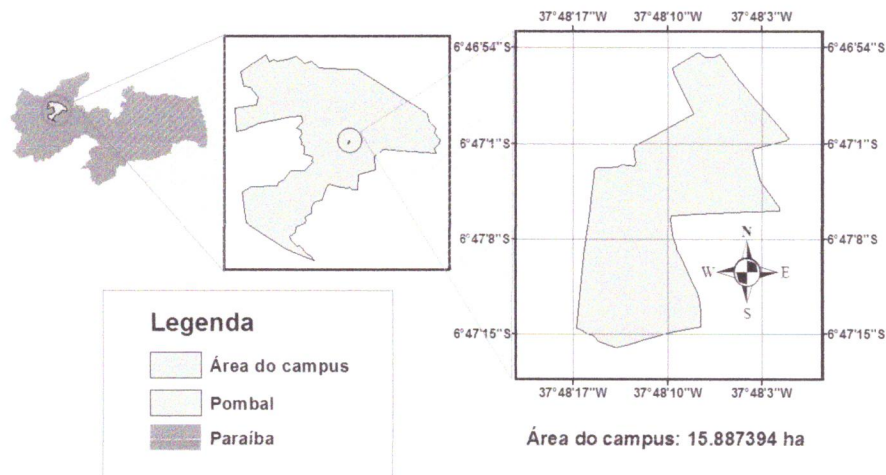 37°48'17"W 37°48'10"W 37°48'3"W
6°46'54"S 6°46'54"S
6°47'1"S 6°47'1"S
6°47'8"S 6°47'8"S
N
W E
S
6°47'15"S 6°47'15"S
37°48'17"W 37°48'10"W 37°48'3"W
Legenda
Área do campus
Pombal
Paraíba
Área do campus: 15.887394 ha